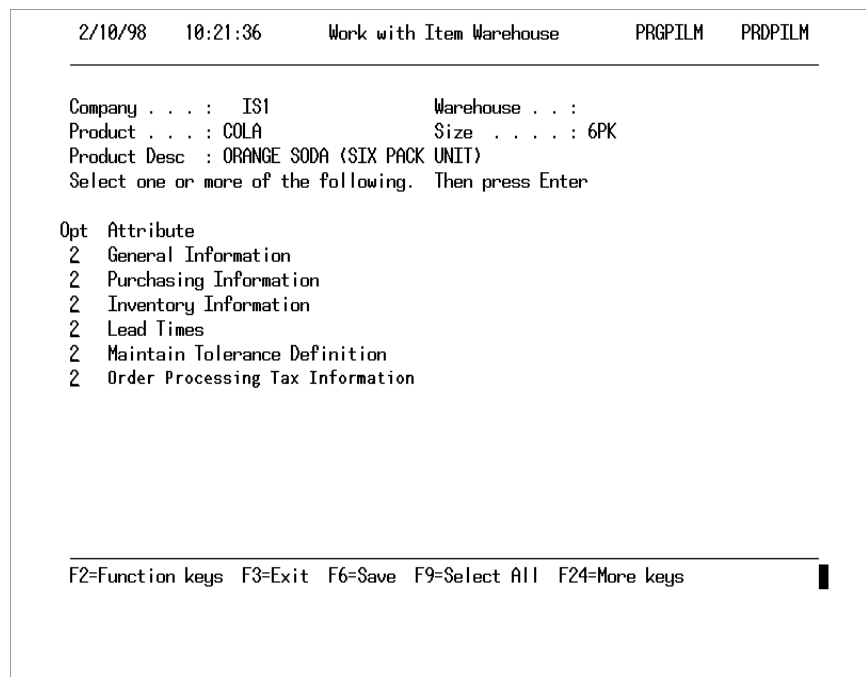 2/10/98 10:21:36 Work with Item Warehouse PRGPILM PRDPILM
Company . . . : IS1 Warehouse . . :
Product . . . : COLA Size . . . . : 6PK
Product Desc : ORANGE SODA (SIX PACK UNIT)
Select one or more of the following. Then press Enter
Opt Attribute
2 General Information
2 Purchasing Information
2 Inventory Information
2 Lead Times
2 Maintain Tolerance Definition
2 Order Processing Tax Information
F2=Function keys F3=Exit F6=Save F9=Select All F24=More keys